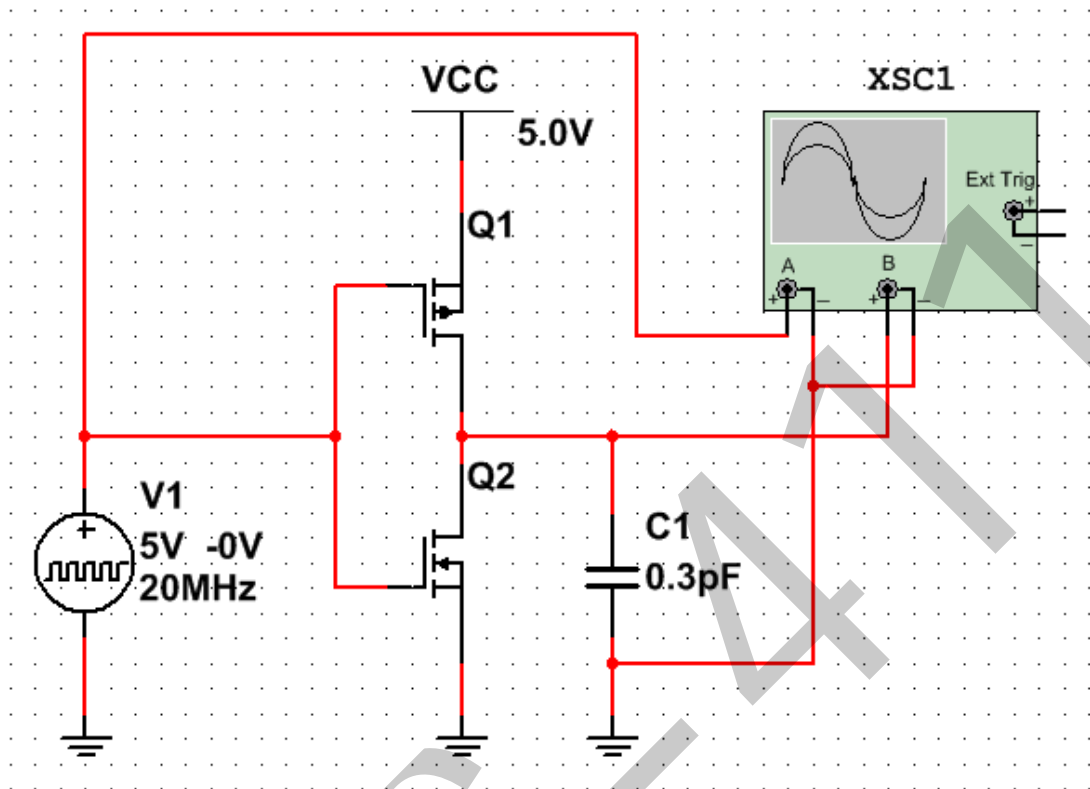 VCC
5.0V
XSC1
Ext Trig
+
−
A
B
+
−
+
−
Q1
Q2
V1
+
5V -0V
20MHz
C1
0.3pF